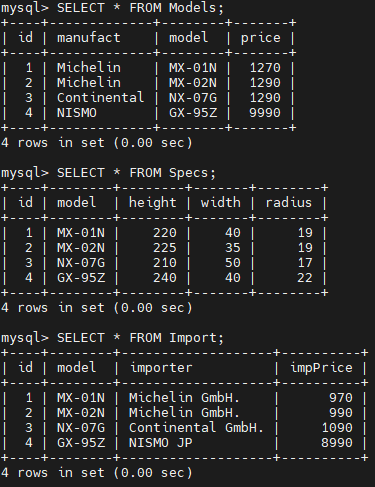 mysql> SELECT * FROM Models;
+----+-------------+--------+-------+
| id | manufact    | model  | price |
+----+-------------+--------+-------+
|  1 | Michelin    | MX-01N |  1270 |
|  2 | Michelin    | MX-02N |  1290 |
|  3 | Continental | NX-07G |  1290 |
|  4 | NISMO       | GX-95Z |  9990 |
+----+-------------+--------+-------+
4 rows in set (0.00 sec)
mysql> SELECT * FROM Specs;
+----+--------+--------+-------+--------+
| id | model  | height | width | radius |
+----+--------+--------+-------+--------+
|  1 | MX-01N |    220 |    40 |     19 |
|  2 | MX-02N |    225 |    35 |     19 |
|  3 | NX-07G |    210 |    50 |     17 |
|  4 | GX-95Z |    240 |    40 |     22 |
+----+--------+--------+-------+--------+
4 rows in set (0.00 sec)
mysql> SELECT * FROM Import;
+----+--------+-------------------+----------+
| id | model  | importer          | impPrice |
+----+--------+-------------------+----------+
|  1 | MX-01N | Michelin GmbH.    |      970 |
|  2 | MX-02N | Michelin GmbH.    |      990 |
|  3 | NX-07G | Continental GmbH. |     1090 |
|  4 | GX-95Z | NISMO JP          |     8990 |
+----+--------+-------------------+----------+
4 rows in set (0.00 sec)